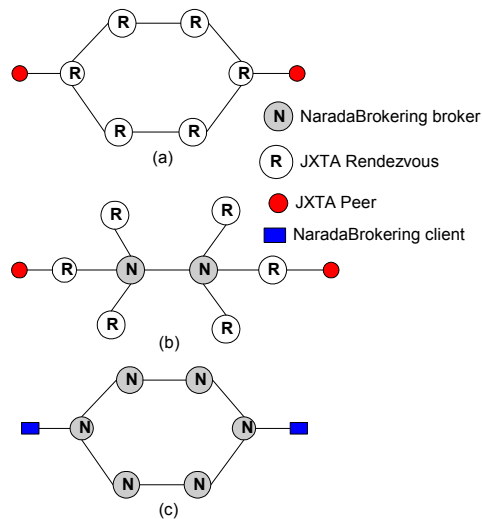 R R
R R
R R
(a)
N NaradaBrokering broker
R JXTA Rendezvous
JXTA Peer
NaradaBrokering client
R R
R N N R
R R
(b)
N N
N N
N N
(c)